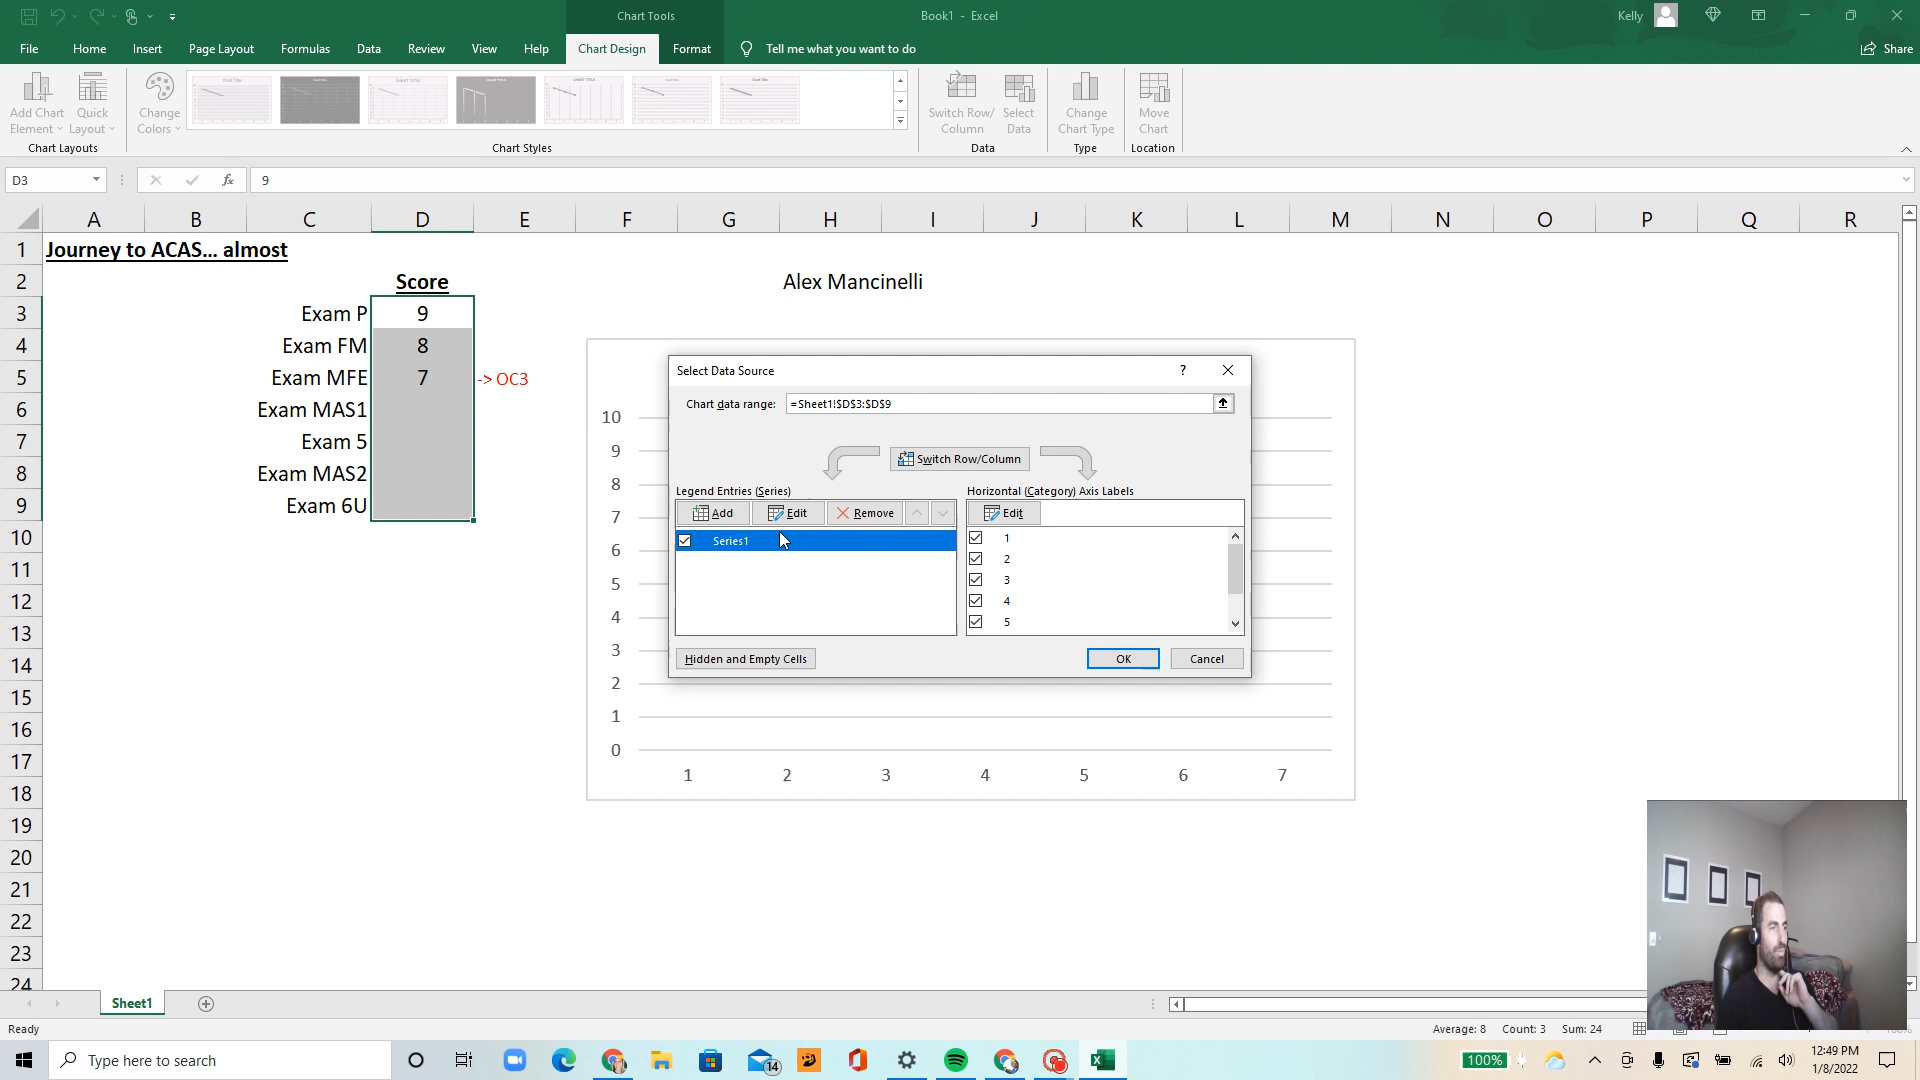 Chart Tools
Book1 - Excel
Kelly
File Home Insert Page Layout Formulas Data Review View Help Chart Design Format Tell me what you want to do Share
Add Chart Element
Quick Layout
Change Colors
Switch Row/ Column
Select Data
Change Chart Type
Move Chart
Chart Layouts
Chart Styles
Data
Type
Location
D3
fx
9
A B C D E F G H I J K L M N O P Q R
1 Journey to ACAS... almost
2 Score Alex Mancinelli
3 Exam P 9
4 Exam FM 8
5 Exam MFE 7 -> OC3
6 Exam MAS1
7 Exam 5
8 Exam MAS2
9 Exam 6U
10
11
12
13
14
15
16
17
18
19
20
21
22
23
24
Select Data Source
?
Chart data range: =Sheet1!$D$3:$D$9
Switch Row/Column
Legend Entries (Series)
Horizontal (Category) Axis Labels
Add Edit Remove
Edit
Series1
1
2
3
4
5
Hidden and Empty Cells
OK
Cancel
10
9
8
7
6
5
4
3
2
1
0
1 2 3 4 5 6 7
Sheet1
Ready
Average: 8 Count: 3 Sum: 24
Type here to search
14
100%
12:49 PM
1/8/2022